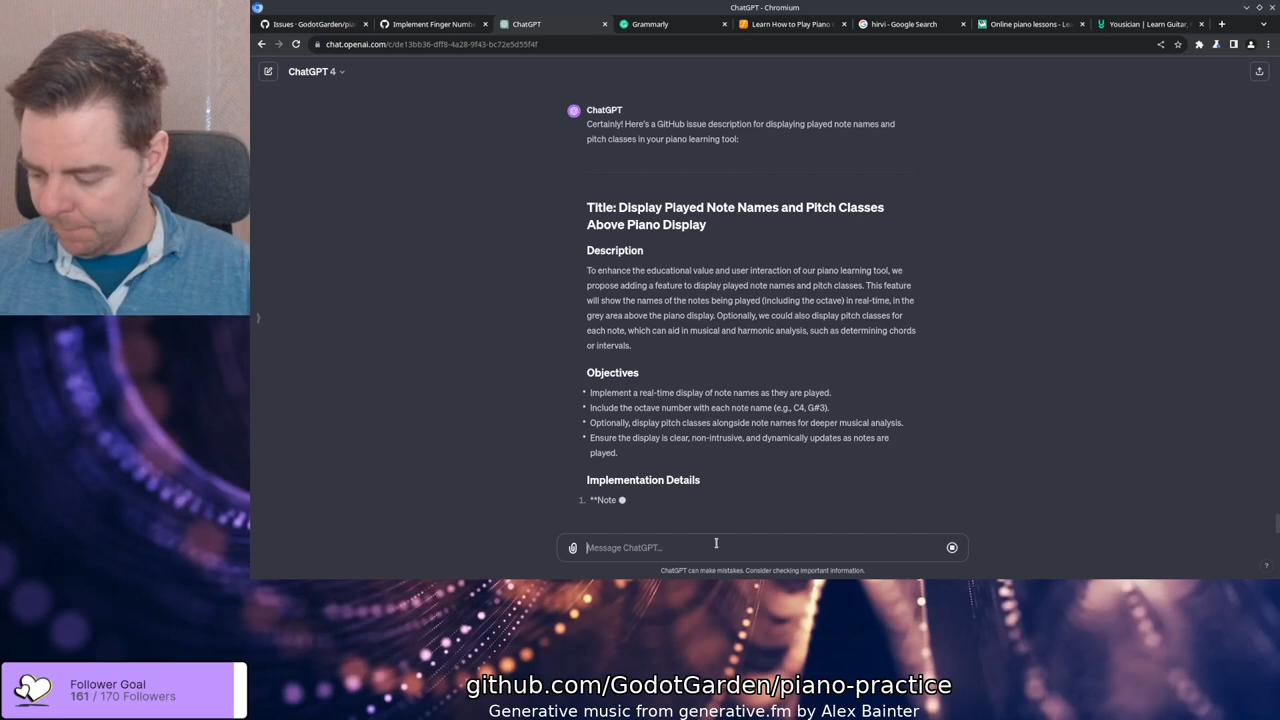 ChatGPT - Chromium
Issues · GodotGarden/pia
Implement Finger Numbe
ChatGPT
Grammarly
Learn How to Play Piano
hirvi - Google Search
Online piano lessons - Lea
Yousician | Learn Guitar,
chat.openai.com/c/de13bb36-dff8-4a28-9f43-bc72e5d55f4f
ChatGPT 4
ChatGPT
Certainly! Here's a GitHub issue description for displaying played note names and
pitch classes in your piano learning tool:
Title: Display Played Note Names and Pitch Classes
Above Piano Display
Description
To enhance the educational value and user interaction of our piano learning tool, we
propose adding a feature to display played note names and pitch classes. This feature
will show the names of the notes being played (including the octave) in real-time, in the
grey area above the piano display. Optionally, we could also display pitch classes for
each note, which can aid in musical and harmonic analysis, such as determining chords
or intervals.
Objectives
• Implement a real-time display of note names as they are played.
• Include the octave number with each note name (e.g., C4, G#3).
• Optionally, display pitch classes alongside note names for deeper musical analysis.
• Ensure the display is clear, non-intrusive, and dynamically updates as notes are
played.
Implementation Details
1. **Note
Message ChatGPT...
ChatGPT can make mistakes. Consider checking important information.
?
Follower Goal
161 / 170 Followers
github.com/GodotGarden/piano-practice
Generative music from generative.fm by Alex Bainter